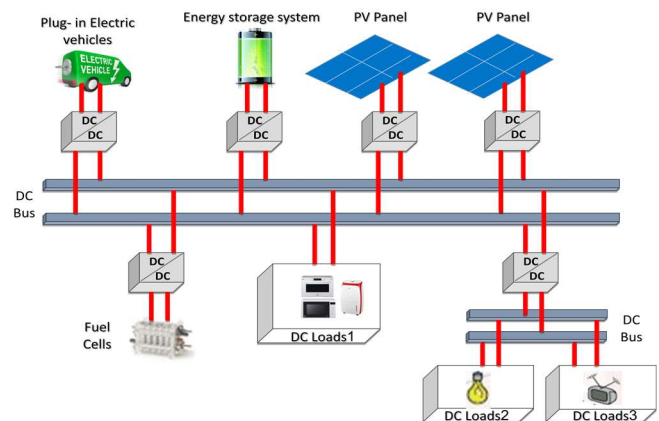 Plug- in Electric
vehicles
Energy storage system
PV Panel
PV Panel
ELECTRIC
VEHICLE
DC
DC
DC
DC
DC
DC
DC
DC
DC
Bus
DC
DC
DC
DC
Fuel
Cells
DC Loads1
DC
Bus
DC Loads2
DC Loads3